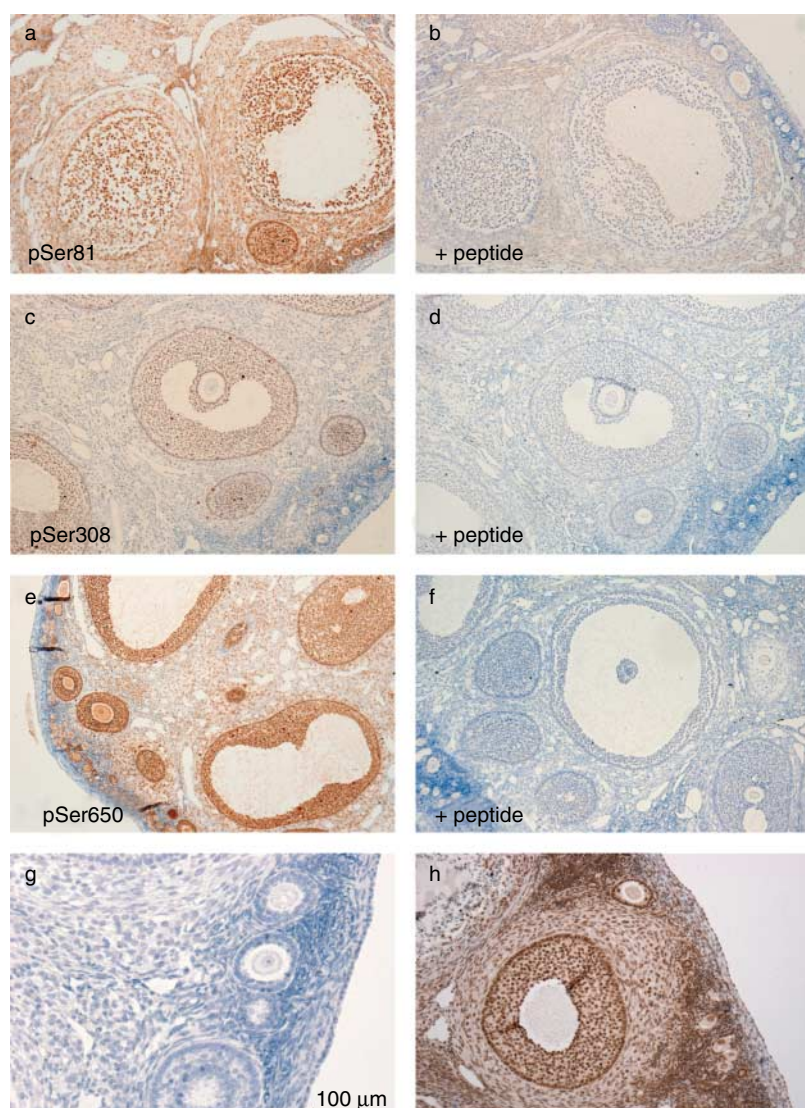 a
b
pSer81
+ peptide
c
d
pSer308
+ peptide
e
f
pSer650
+ peptide
g
h
100 µm